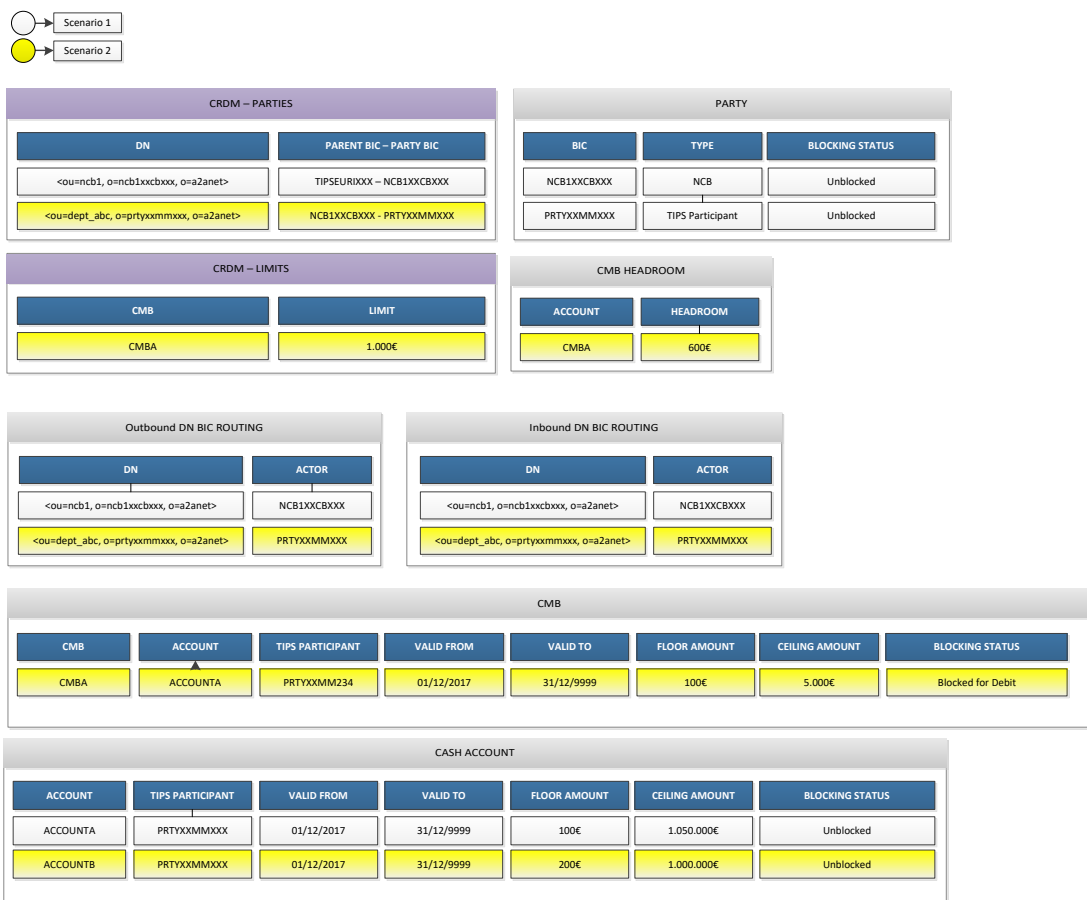 Scenario 1
Scenario 2
CRDM – PARTIES
DN PARENT BIC – PARTY BIC
<ou=ncb1, o=ncb1xxcbxxx, o=a2anet> TIPSEURIXXX – NCB1XXCBXXX
<ou=dept_abc, o=prtyxxmmxxx, o=a2anet> NCB1XXCBXXX - PRTYXXMMXXX
PARTY
BIC TYPE BLOCKING STATUS
NCB1XXCBXXX NCB Unblocked
PRTYXXMMXXX TIPS Participant Unblocked
CRDM – LIMITS
CMB LIMIT
CMBA 1.000€
CMB HEADROOM
ACCOUNT HEADROOM
CMBA 600€
Outbound DN BIC ROUTING
DN ACTOR
<ou=ncb1, o=ncb1xxcbxxx, o=a2anet> NCB1XXCBXXX
<ou=dept_abc, o=prtyxxmmxxx, o=a2anet> PRTYXXMMXXX
Inbound DN BIC ROUTING
DN ACTOR
<ou=ncb1, o=ncb1xxcbxxx, o=a2anet> NCB1XXCBXXX
<ou=dept_abc, o=prtyxxmmxxx, o=a2anet> PRTYXXMMXXX
CMB
CMB ACCOUNT TIPS PARTICIPANT VALID FROM VALID TO FLOOR AMOUNT CEILING AMOUNT BLOCKING STATUS
CMBA ACCOUNTA PRTYXXMM234 01/12/2017 31/12/9999 100€ 5.000€ Blocked for Debit
CASH ACCOUNT
ACCOUNT TIPS PARTICIPANT VALID FROM VALID TO FLOOR AMOUNT CEILING AMOUNT BLOCKING STATUS
ACCOUNTA PRTYXXMMXXX 01/12/2017 31/12/9999 100€ 1.050.000€ Unblocked
ACCOUNTB PRTYXXMMXXX 01/12/2017 31/12/9999 200€ 1.000.000€ Unblocked